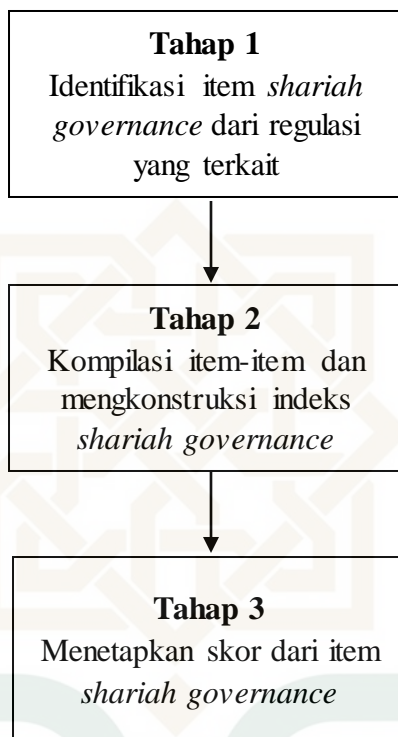 Tahap 1
Identifikasi item shariah
governance dari regulasi
yang terkait
Tahap 2
Kompilasi item-item dan
mengkonstruksi indeks
shariah governance
Tahap 3
Menetapkan skor dari item
shariah governance